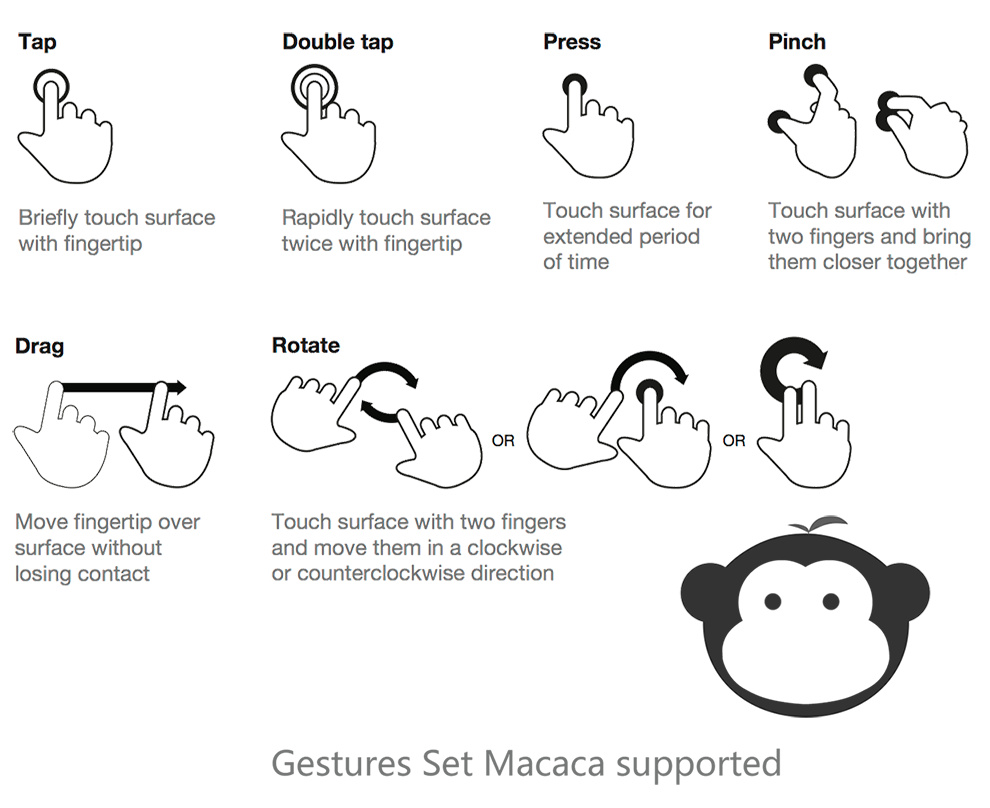 Tap
Briefly touch surface
with fingertip
Double tap
Rapidly touch surface
twice with fingertip
Press
Touch surface for
extended period
of time
Pinch
Touch surface with
two fingers and bring
them closer together
Drag
Move fingertip over
surface without
losing contact
Rotate
OR
OR
Touch surface with two fingers
and move them in a clockwise
or counterclockwise direction
Gestures Set Macaca supported